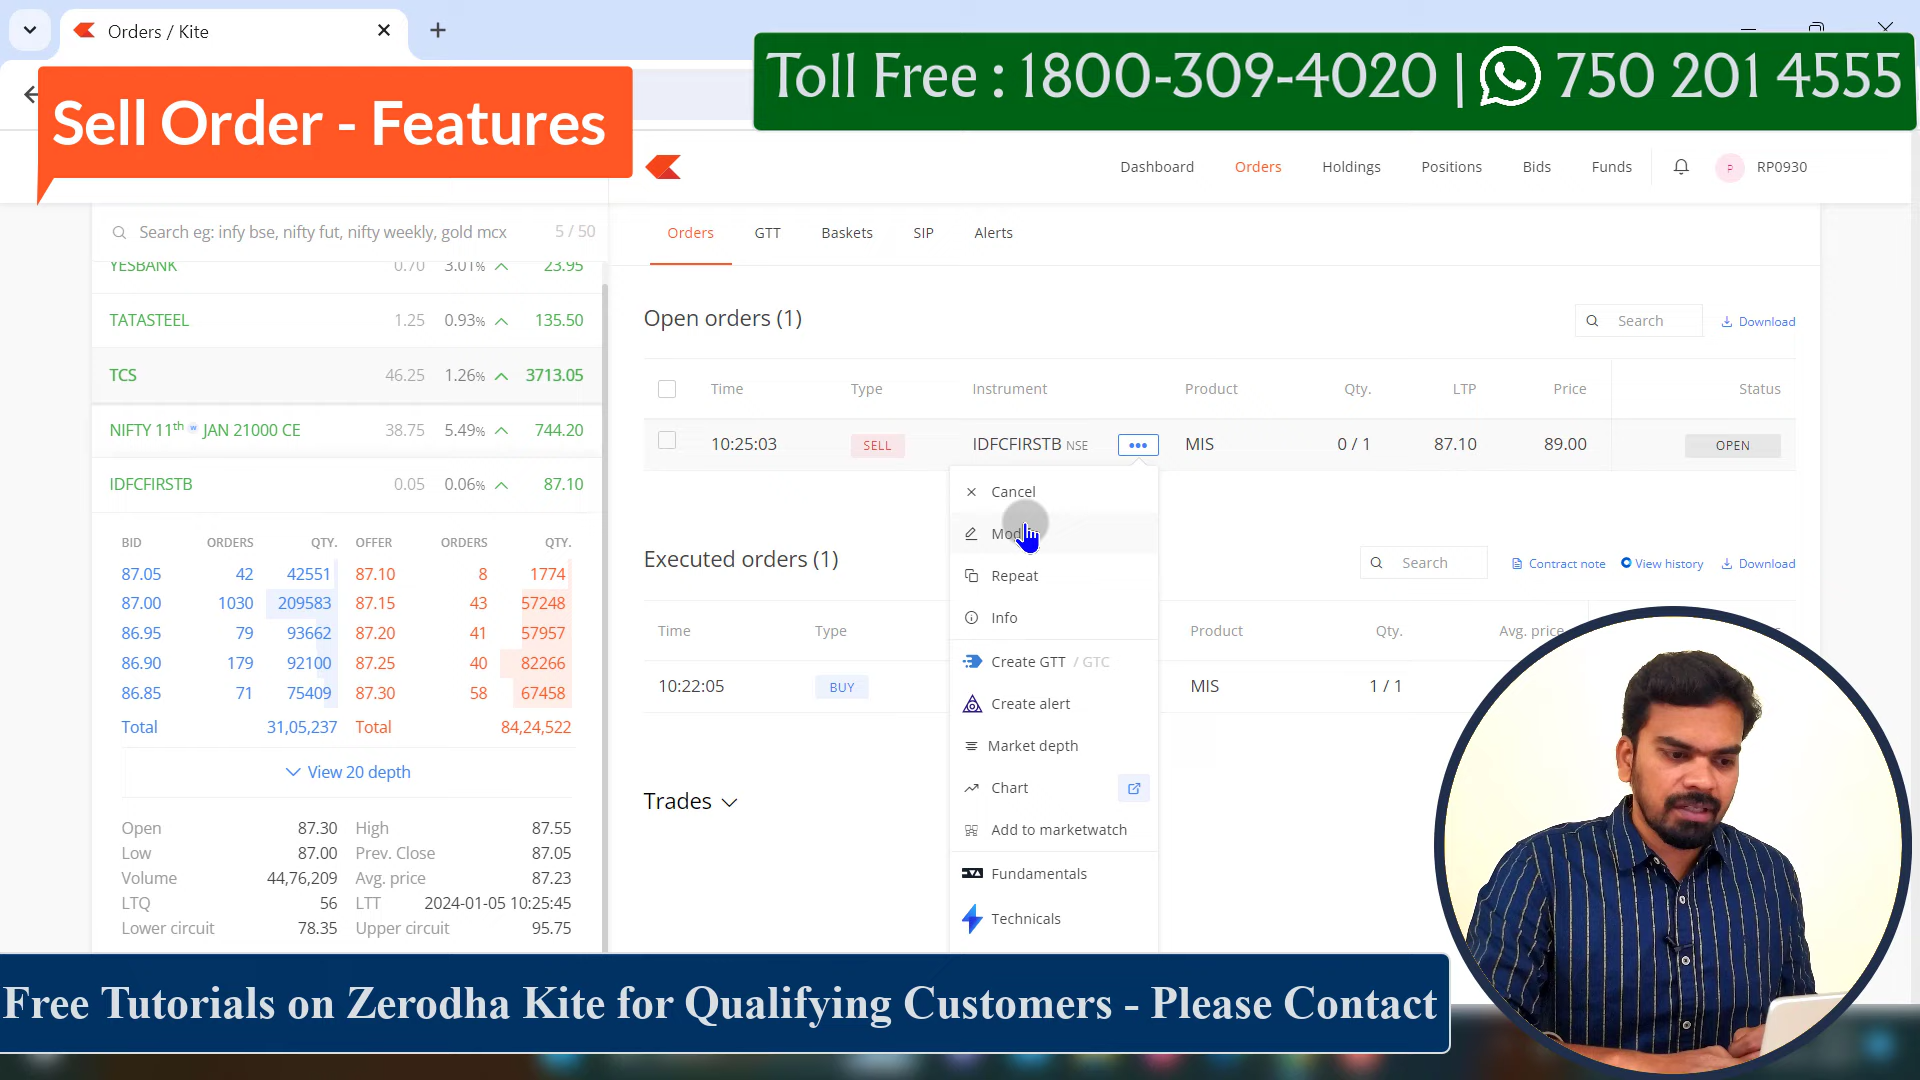 Orders / Kite
Toll Free : 1800-309-4020 | 750 201 4555
Sell Order - Features
Dashboard Orders Holdings Positions Bids Funds P RP0930
Search eg: infy bse, nifty fut, nifty weekly, gold mcx 5 / 50
Orders GTT Baskets SIP Alerts
YESBANK 0.70 3.01% 23.95
TATASTEEL 1.25 0.93% 135.50
TCS 46.25 1.26% 3713.05
NIFTY 11th w JAN 21000 CE 38.75 5.49% 744.20
IDFCFIRSTB 0.05 0.06% 87.10
BID ORDERS QTY. OFFER ORDERS QTY.
87.05 42 42551 87.10 8 1774
87.00 1030 209583 87.15 43 57248
86.95 79 93662 87.20 41 57957
86.90 179 92100 87.25 40 82266
86.85 71 75409 87.30 58 67458
Total 31,05,237 Total 84,24,522
View 20 depth
Open 87.30 High 87.55
Low 87.00 Prev. Close 87.05
Volume 44,76,209 Avg. price 87.23
LTQ 56 LTT 2024-01-05 10:25:45
Lower circuit 78.35 Upper circuit 95.75
Open orders (1) Search Download
Time Type Instrument Product Qty. LTP Price Status
10:25:03 SELL IDFCFIRSTB NSE MIS 0 / 1 87.10 89.00 OPEN
Cancel
Repeat
Info
Create GTT / GTC
Create alert
Market depth
Chart
Add to marketwatch
Fundamentals
Technicals
Executed orders (1) Search Contract note View history Download
Time Type Product Qty. Avg. price
10:22:05 BUY MIS 1 / 1
Trades
Free Tutorials on Zerodha Kite for Qualifying Customers - Please Contact